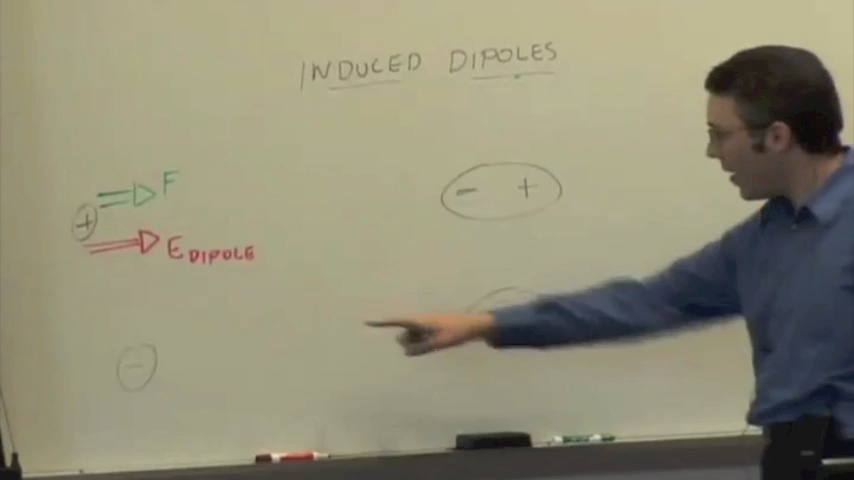 INDUCED DIPOLES
F
+
E DIPOLE
- +
-